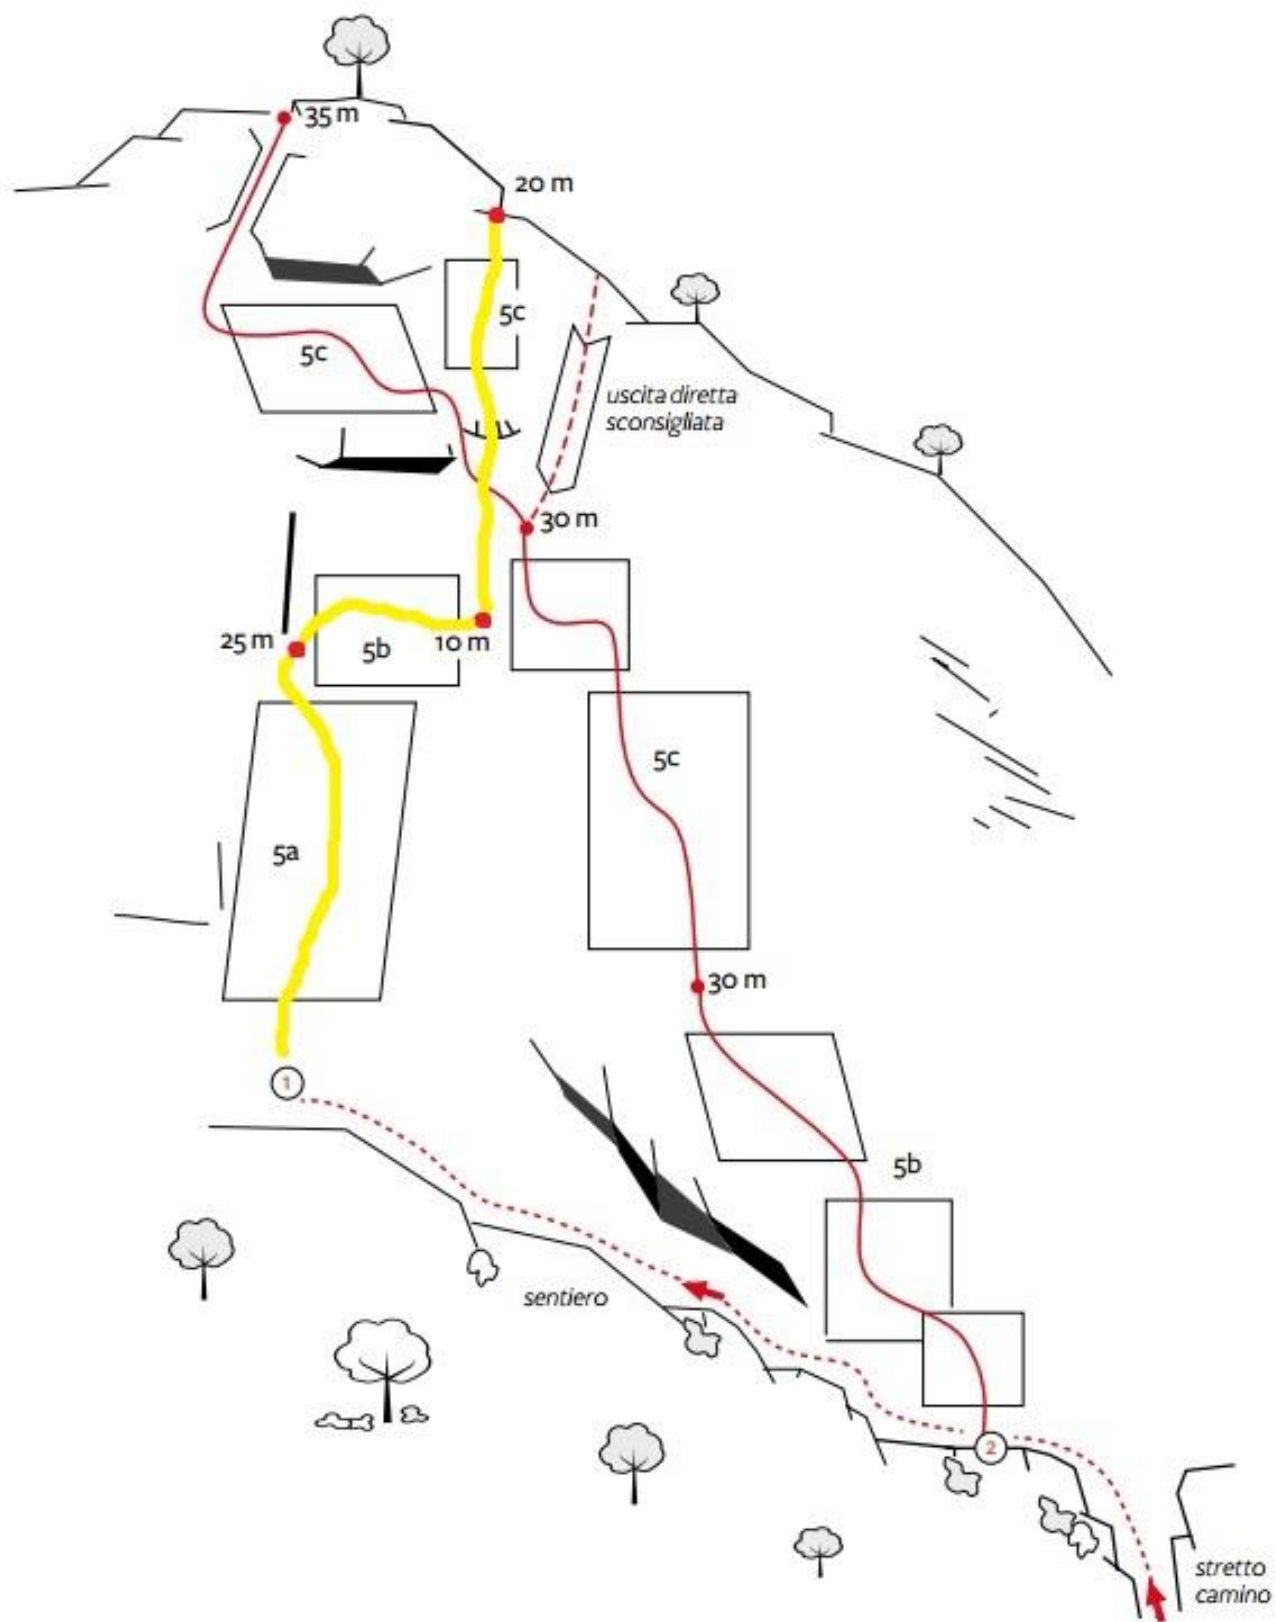 35 m
20 m
5c
5c
uscita diretta
sconsigliata
30 m
25 m
5b
10 m
5c
5a
30 m
1
5b
sentiero
2
stretto
camino